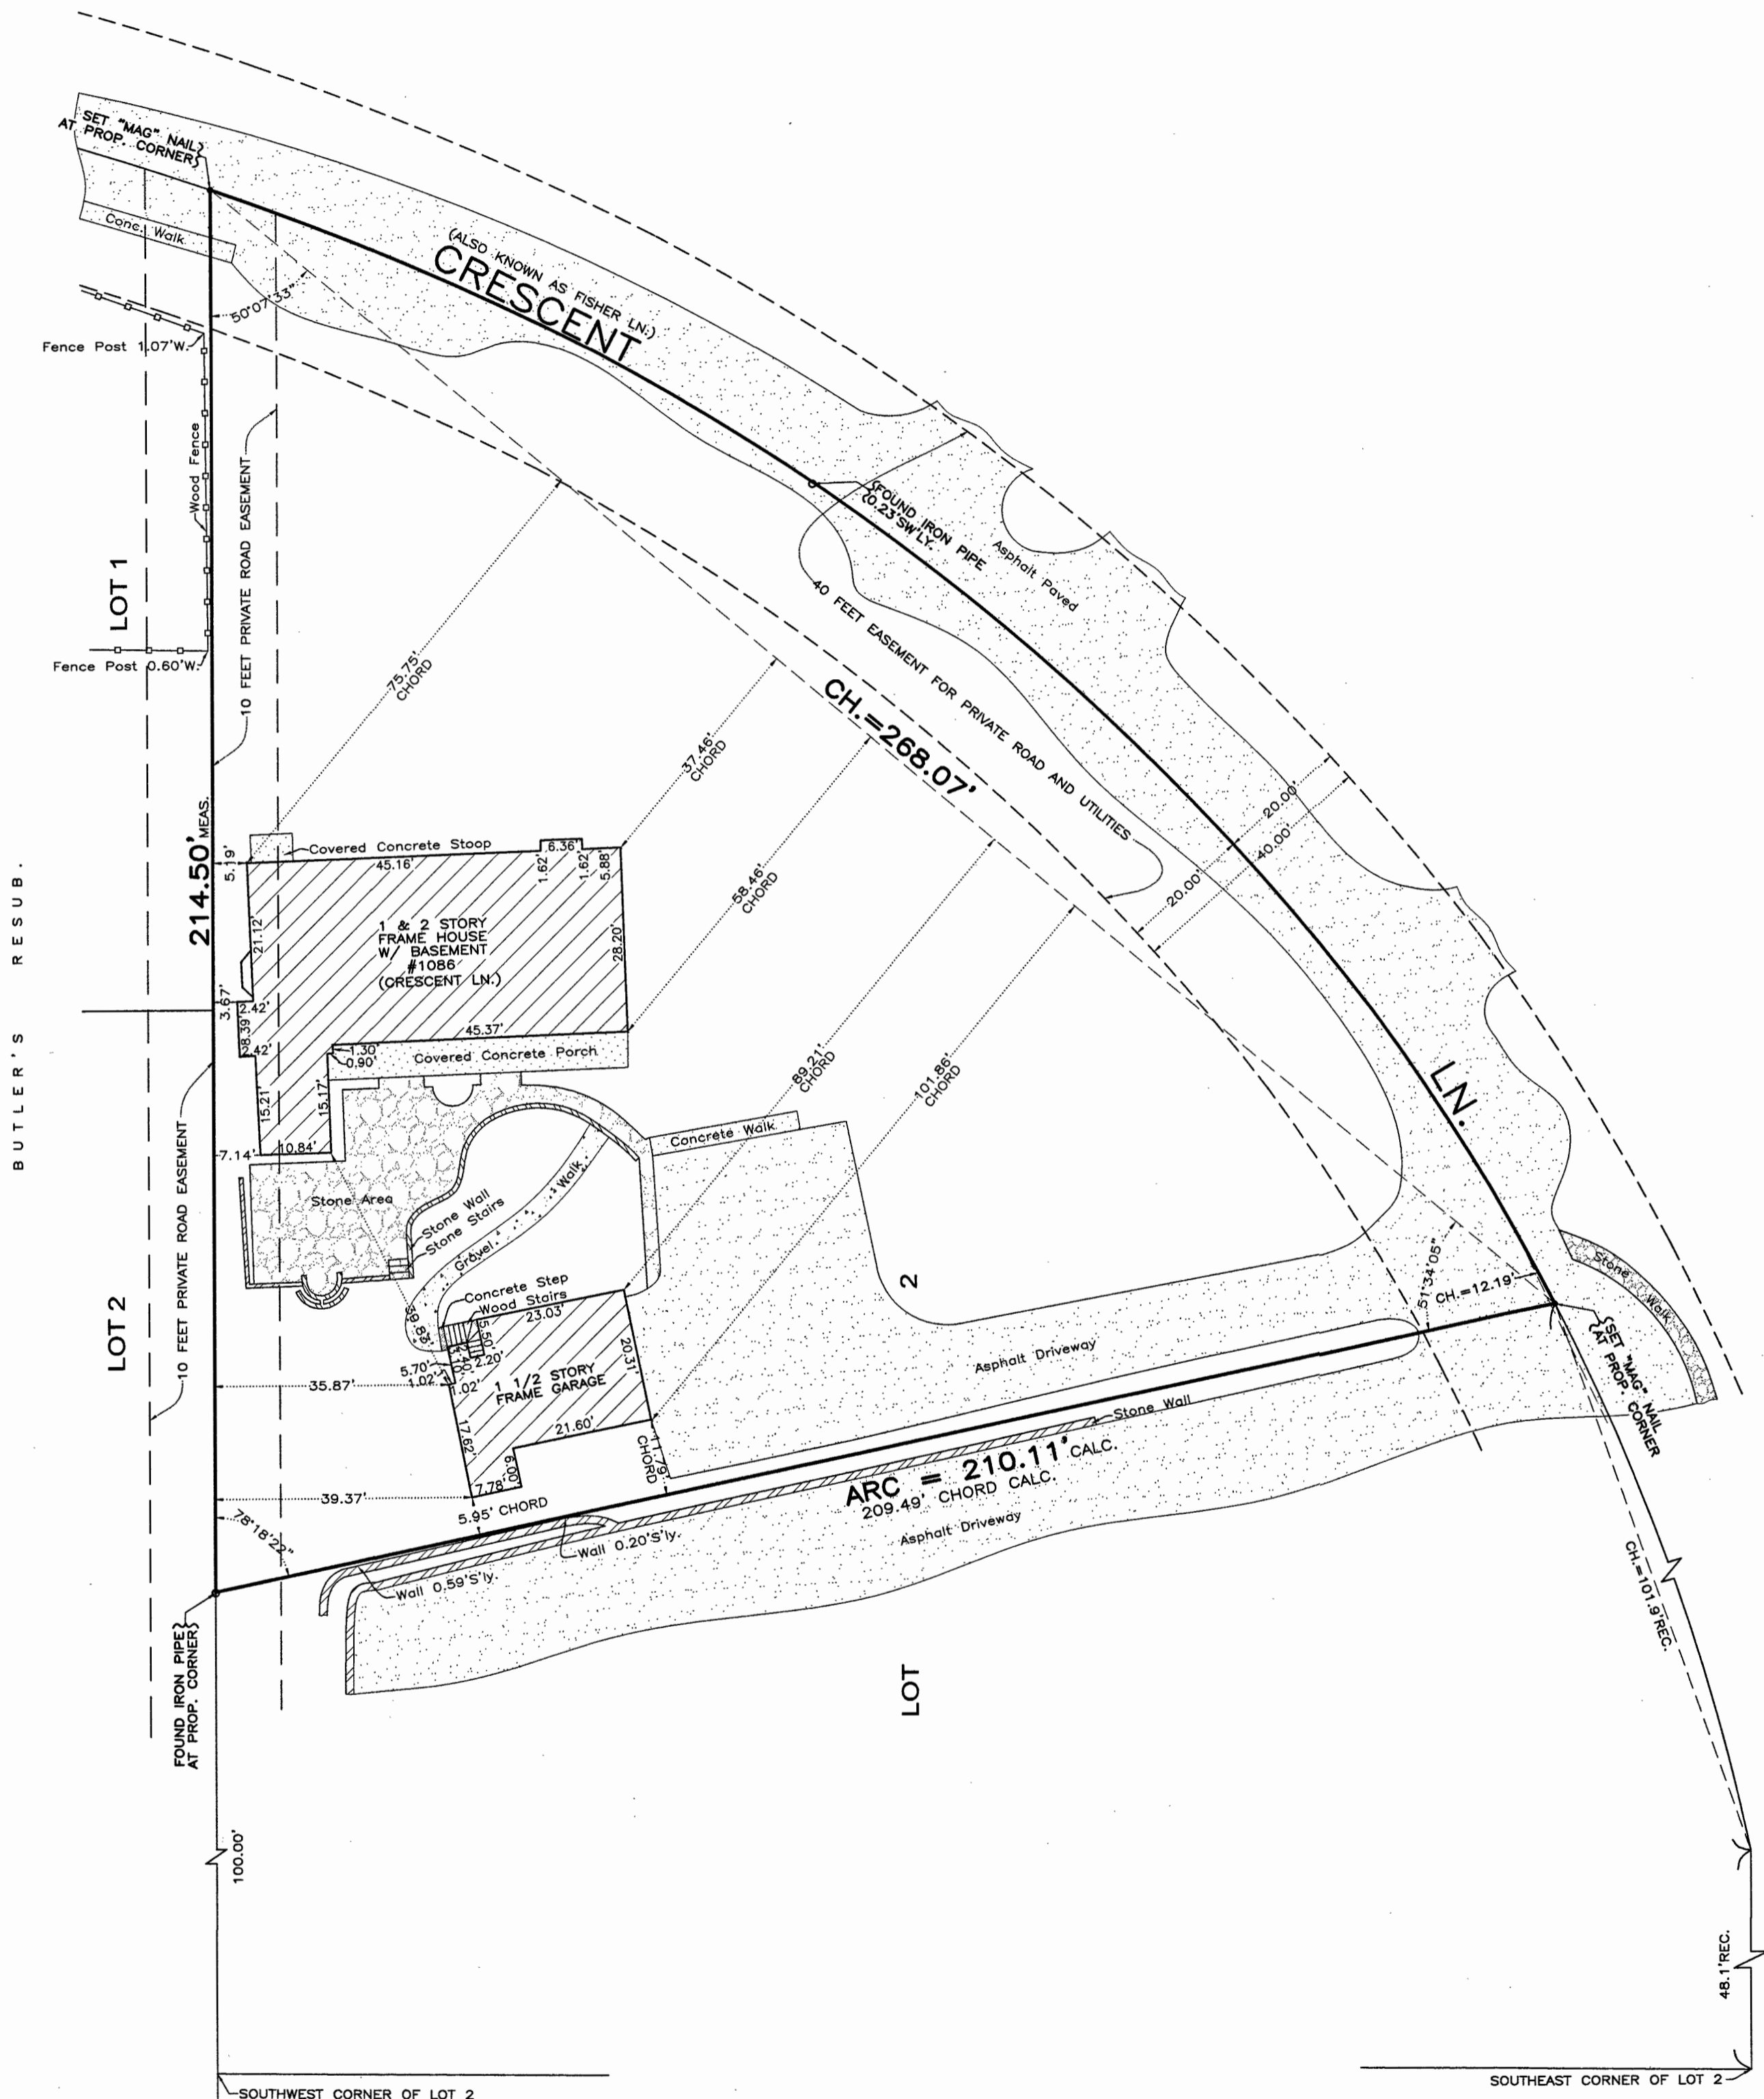 SET "MAG" NAIL
AT PROP. CORNER
Conc. Walk
50°07'33"
Fence Post 1.07'W.
(ALSO KNOWN AS FISHER LN.)
CRESCENT
Wood Fence
10 FEET PRIVATE ROAD EASEMENT
LOT 1
Fence Post 0.60'W.
FOUND IRON PIPE
0.23'SW'LY.
Asphalt Paved
40 FEET EASEMENT FOR PRIVATE ROAD AND UTILITIES
75.75'
CHORD
37.46'
CHORD
CH.=268.07'
58.46'
CHORD
20.00'
40.00'
20.00'
214.50' MEAS.
BUTLER'S RESUB.
5.19'
Covered Concrete Stoop
45.16'
6.36'
1.62'
1.62'
5.88'
21.12'
1 & 2 STORY
FRAME HOUSE
W/ BASEMENT
#1086
(CRESCENT LN.)
28.20'
3.67'
2.42'
8.39'
2.42'
45.37'
1.30'
0.90'
Covered Concrete Porch
15.21'
15.17'
7.14'
10.84'
89.21'
CHORD
101.86'
CHORD
LN.
Concrete Walk
Stone Area
Stone Wall
Stone Stairs
Gravel
Walk
10 FEET PRIVATE ROAD EASEMENT
LOT 2
Concrete Step
Wood Stairs
23.03'
39.83'
5.50'
2.40'
2.20'
5.70'
1.02'
1.02'
35.87'
1 1/2 STORY
FRAME GARAGE
20.31'
21.60'
17.62'
6.00'
7.78'
CHORD
39.37'
5.95' CHORD
78°18'22"
2
Asphalt Driveway
51°34'05"
CH.=12.19'
Stone
Walk
SET "MAG" NAIL
AT PROP. CORNER
Stone Wall
ARC = 210.11' CALC.
209.49' CHORD CALC.
Asphalt Driveway
Wall 0.20'S'ly.
Wall 0.59'S'ly.
FOUND IRON PIPE
AT PROP. CORNER
CH.=101.9'REC.
LOT
100.00'
48.1'REC.
SOUTHWEST CORNER OF LOT 2
SOUTHEAST CORNER OF LOT 2